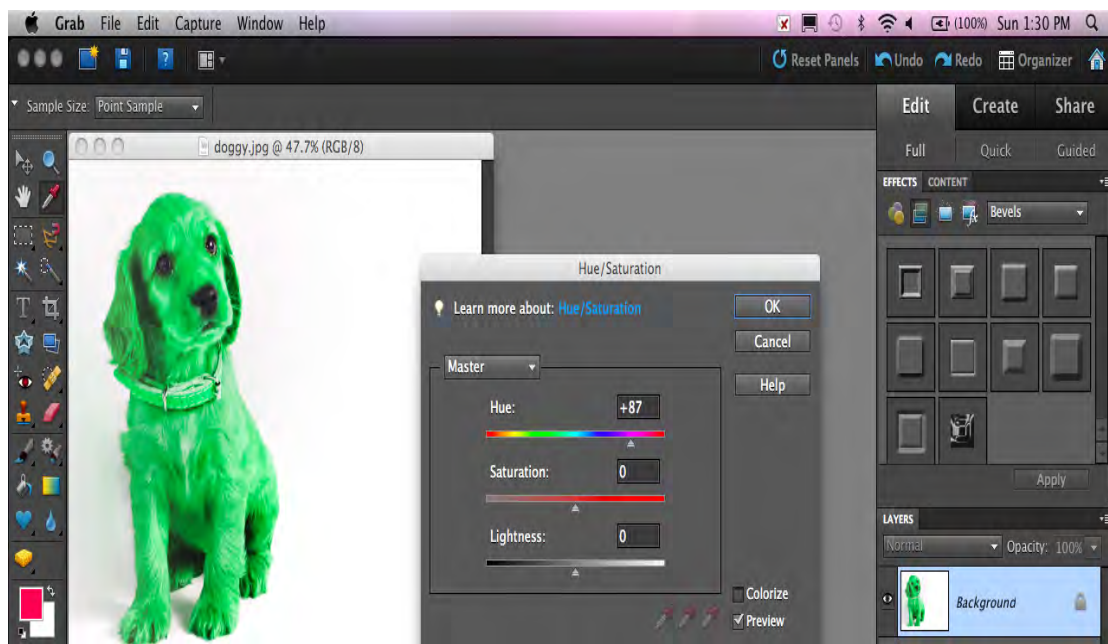 Grab File Edit Capture Window Help (100%) Sun 1:30 PM
Reset Panels Undo Redo Organizer
Sample Size: Point Sample
Edit Create Share
doggy.jpg @ 47.7% (RGB/8)
Full Quick Guided
EFFECTS CONTENT
Bevels
Hue/Saturation
Learn more about: Hue/Saturation
OK
Cancel
Master
Help
Hue: +87
Saturation: 0
Lightness: 0
Colorize
Preview
Apply
LAYERS
Normal Opacity: 100%
Background